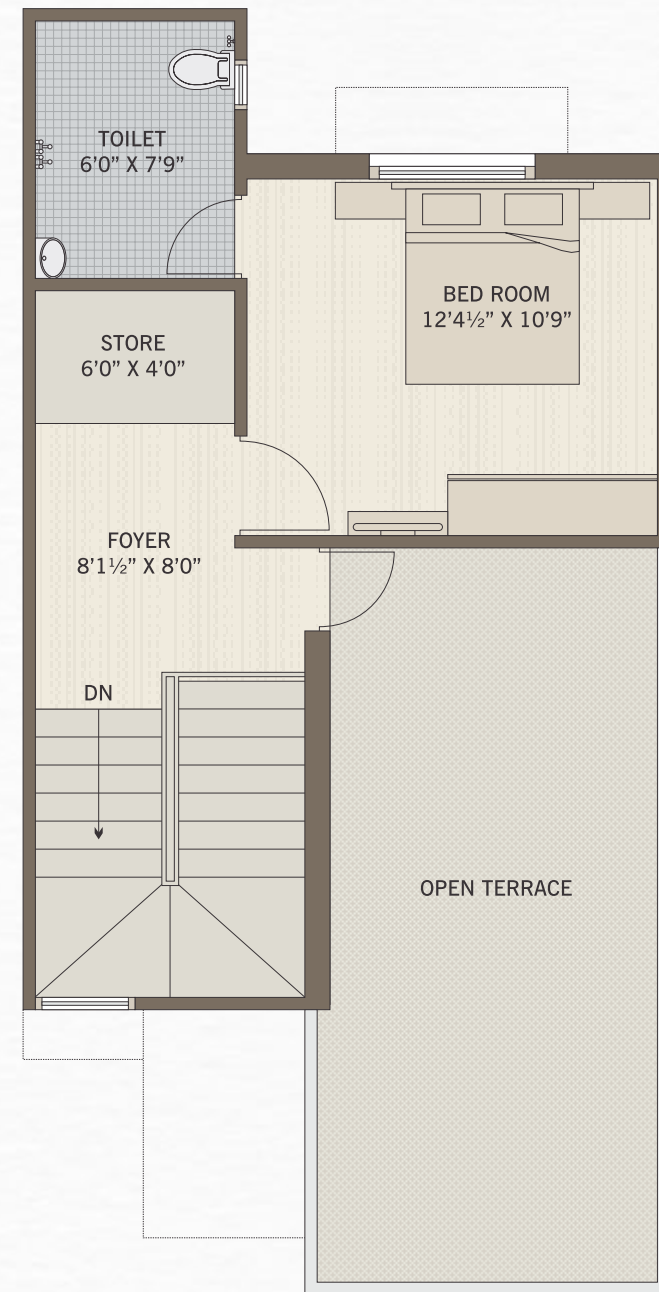 TOILET
6’0” X 7’9”
BED ROOM
12’4½” X 10’9”
STORE
6’0” X 4’0”
FOYER
8’1½” X 8’0”
DN
OPEN TERRACE